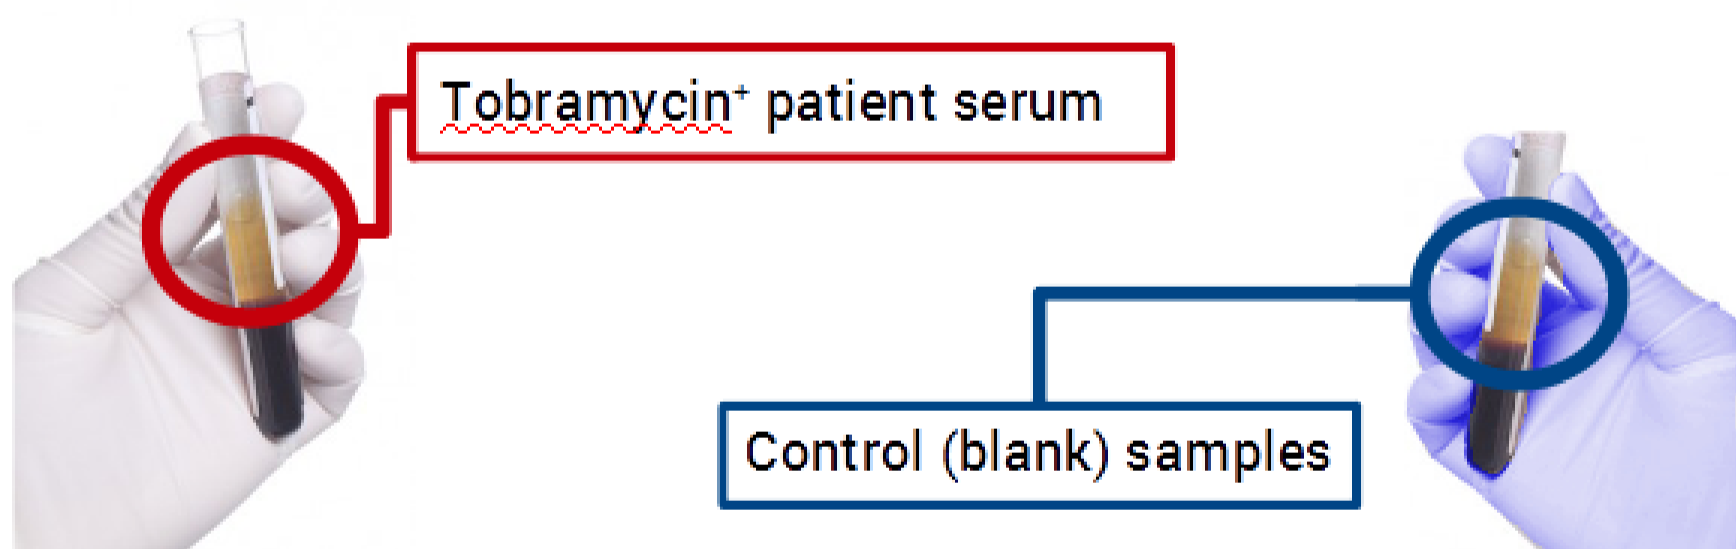 Tobramycin⁺ patient serum
Control (blank) samples